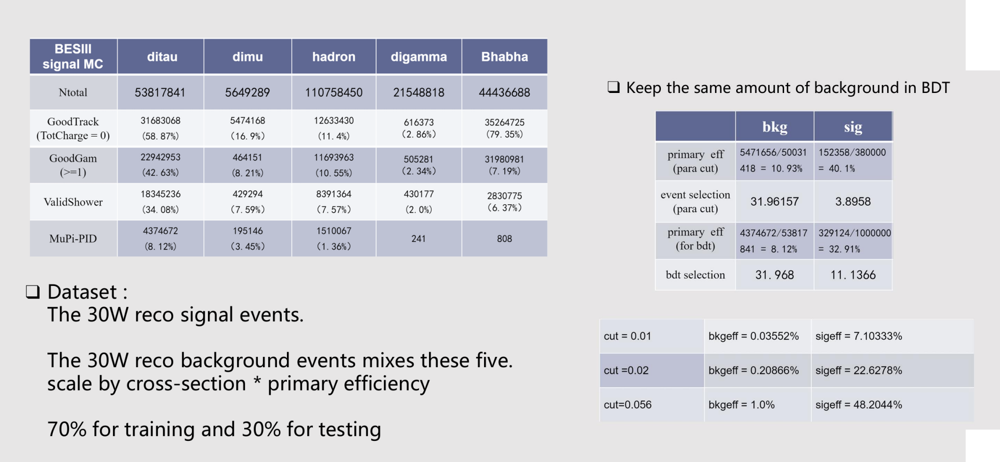 BESIII
signal MC
ditau
dimu
hadron
digamma
Bhabha
Ntotal
53817841
5649289
110758450
21548818
44436688
GoodTrack
(TotCharge = 0)
31683068
(58.87%)
5474168
(16.9%)
12633430
(11.4%)
616373
(2.86%)
35264725
(79.35%)
GoodGam
(>=1)
22942953
(42.63%)
464151
(8.21%)
11693963
(10.55%)
505281
(2.34%)
31980981
(7.19%)
ValidShower
18345236
(34.08%)
429294
(7.59%)
8391364
(7.57%)
430177
(2.0%)
2830775
(6.37%)
MuPi-PID
4374672
(8.12%)
195146
(3.45%)
1510067
(1.36%)
241
808
❑ Dataset :
The 30W reco signal events.
The 30W reco background events mixes these five.
scale by cross-section * primary efficiency
70% for training and 30% for testing
❑ Keep the same amount of background in BDT
bkg
sig
primary eff
(para cut)
5471656/50031
418 = 10.93%
152358/380000
= 40.1%
event selection
(para cut)
31.96157
3.8958
primary eff
(for bdt)
4374672/53817
841 = 8.12%
329124/1000000
= 32.91%
bdt selection
31.968
11.1366
cut = 0.01
bkgeff = 0.03552%
sigeff = 7.10333%
cut =0.02
bkgeff = 0.20866%
sigeff = 22.6278%
cut=0.056
bkgeff = 1.0%
sigeff = 48.2044%